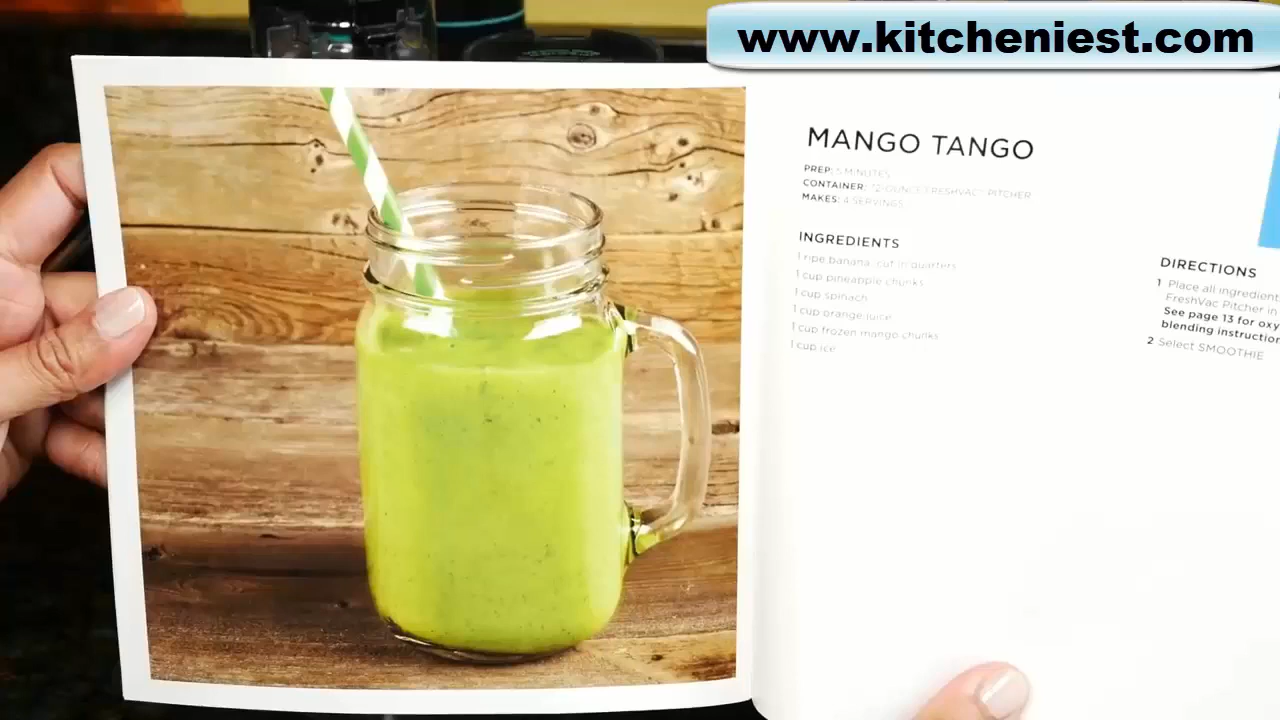 www.kitcheniest.com
MANGO TANGO
PREP: 5 MINUTES
CONTAINER: 72-OUNCE FRESHVAC™ PITCHER
MAKES: 4 SERVINGS
INGREDIENTS
1 ripe banana, cut in quarters
1 cup pineapple chunks
1 cup spinach
1 cup orange juice
1 cup frozen mango chunks
1 cup ice
DIRECTIONS
1 Place all ingredient
FreshVac Pitcher in
See page 13 for oxy
blending instruction
2 Select SMOOTHIE